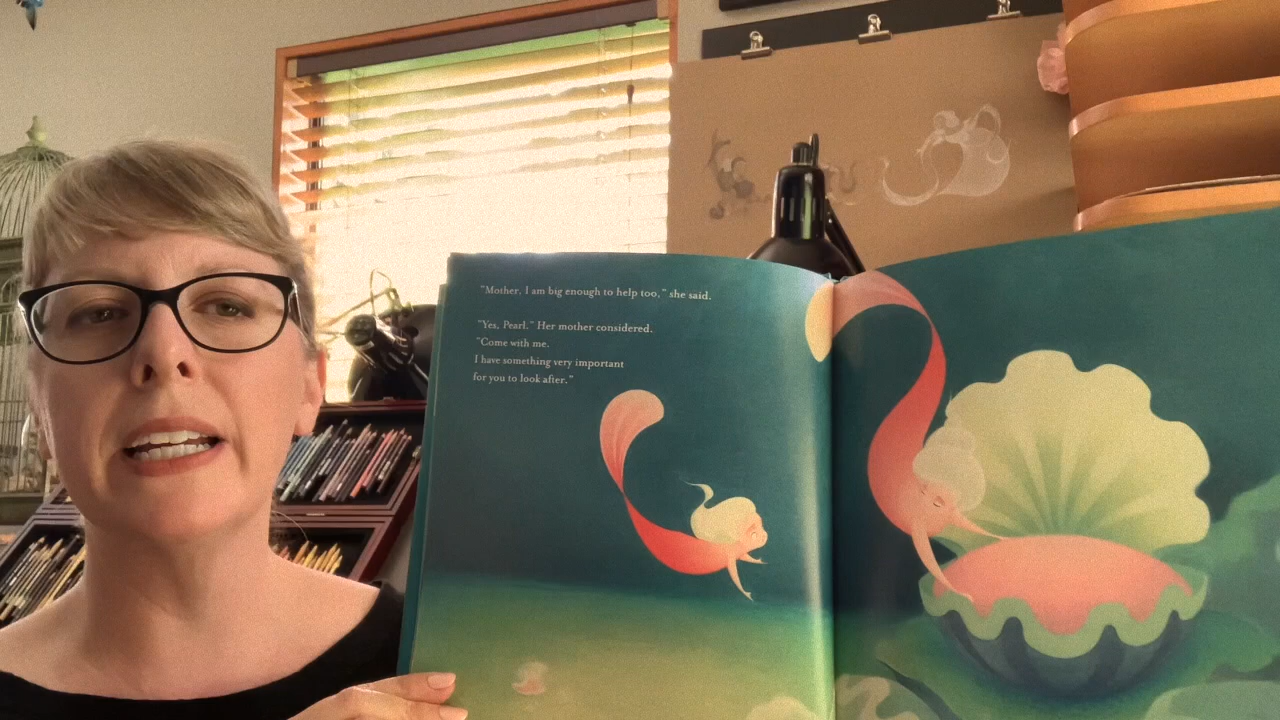 "Mother, I am big enough to help too," she said.
"Yes, Pearl." Her mother considered.
"Come with me.
I have something very important
for you to look after."